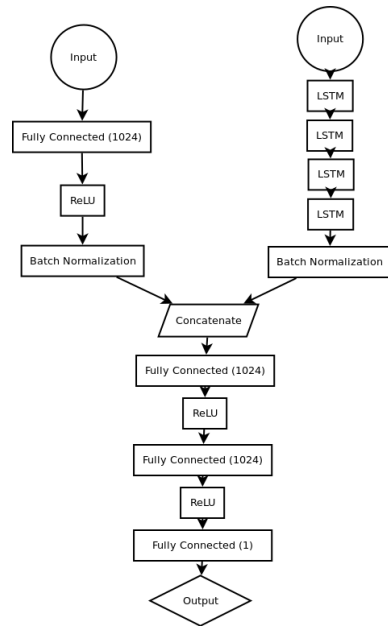 Input
Fully Connected (1024)
ReLU
Batch Normalization
Input
LSTM
LSTM
LSTM
LSTM
Batch Normalization
Concatenate
Fully Connected (1024)
ReLU
Fully Connected (1024)
ReLU
Fully Connected (1)
Output